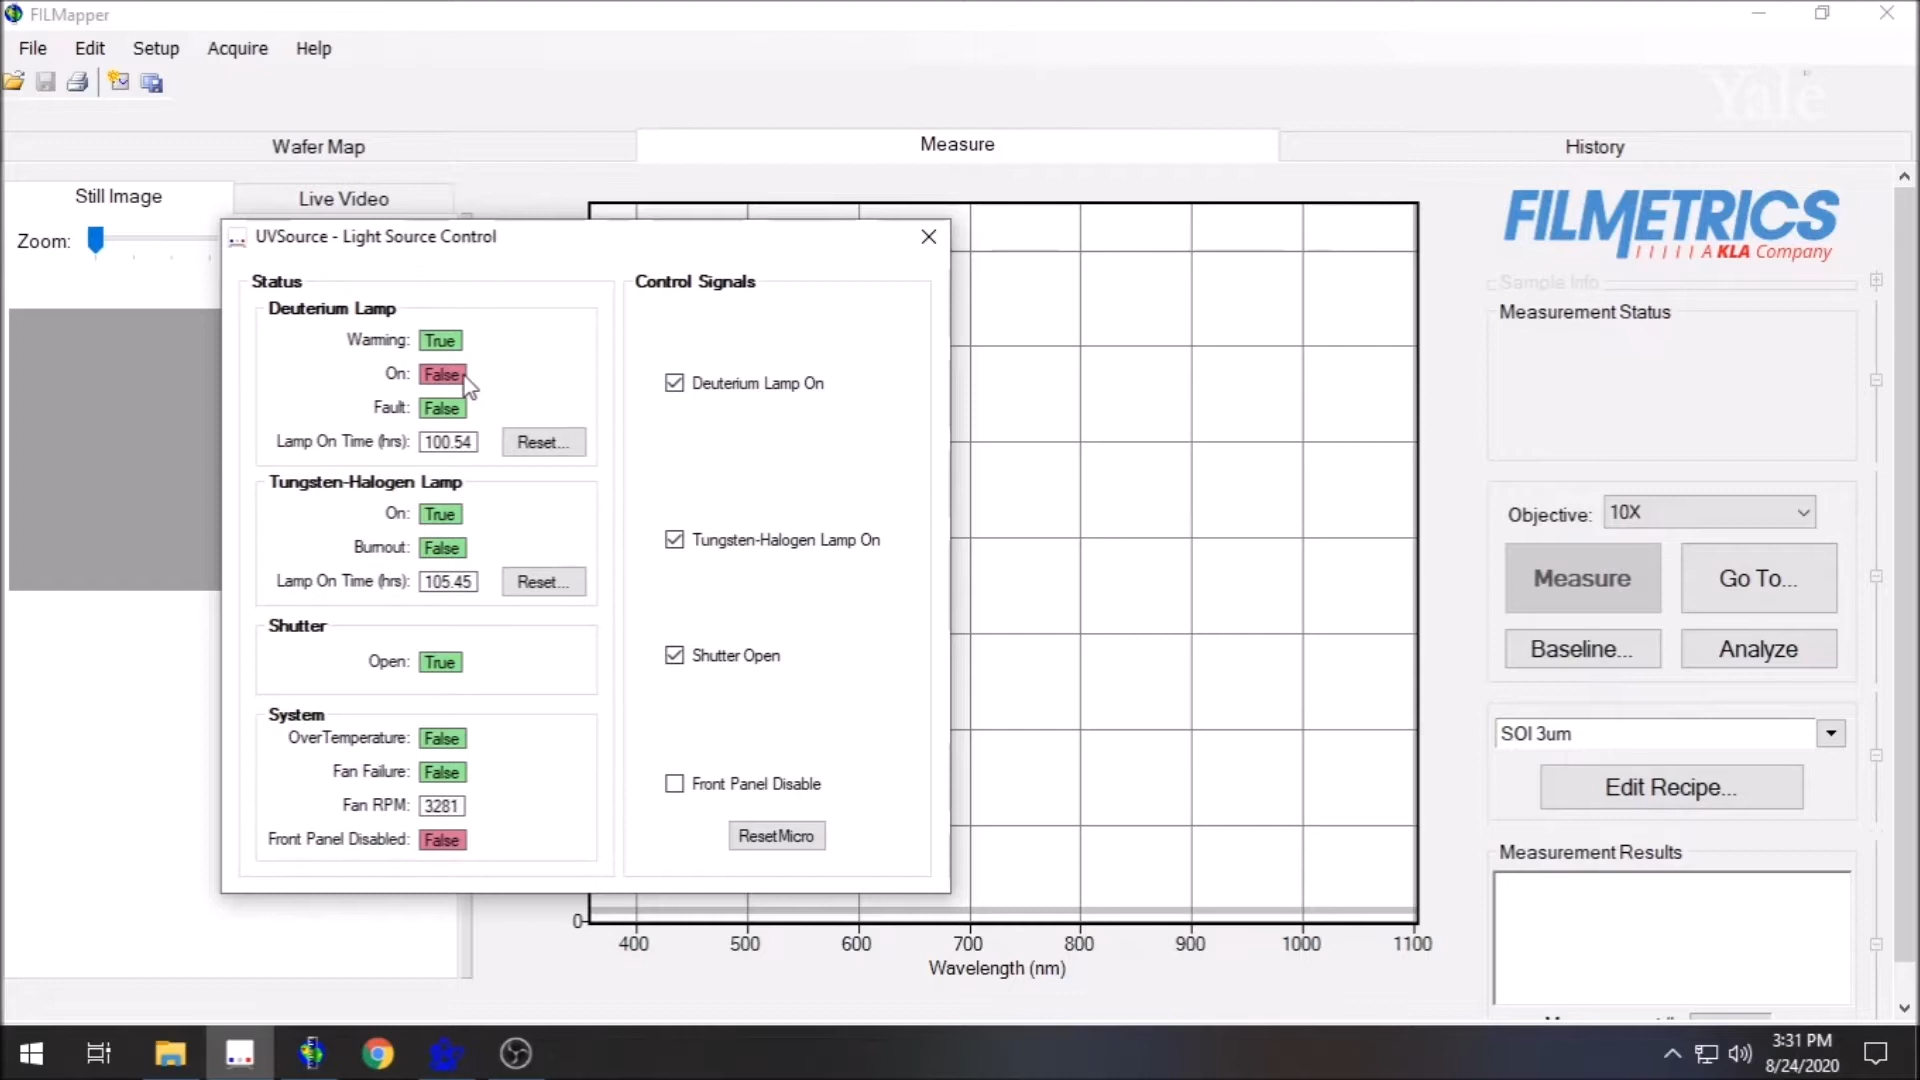 FILMapper
File Edit Setup Acquire Help
Yale
Wafer Map Measure History
Still Image Live Video
Zoom:
UVSource - Light Source Control
Status
Deuterium Lamp
Warming: True
On: False
Fault: False
Lamp On Time (hrs): 100.54 Reset...
Tungsten-Halogen Lamp
On: True
Burnout: False
Lamp On Time (hrs): 105.45 Reset...
Shutter
Open: True
System
OverTemperature: False
Fan Failure: False
Fan RPM: 3281
Front Panel Disabled: False
Control Signals
Deuterium Lamp On
Tungsten-Halogen Lamp On
Shutter Open
Front Panel Disable
ResetMicro
0
400 500 600 700 800 900 1000 1100
Wavelength (nm)
FILMETRICS
A KLA Company
Sample Info
Measurement Status
Objective: 10X
Measure Go To...
Baseline... Analyze
SOI 3um
Edit Recipe...
Measurement Results
3:31 PM
8/24/2020